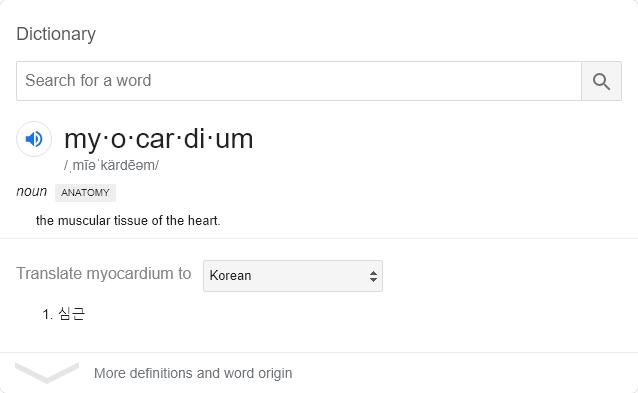 Dictionary
Search for a word
my·o·car·di·um
/ˌmīəˈkärdēəm/
noun ANATOMY
the muscular tissue of the heart.
Translate myocardium to Korean
1. 심근
More definitions and word origin